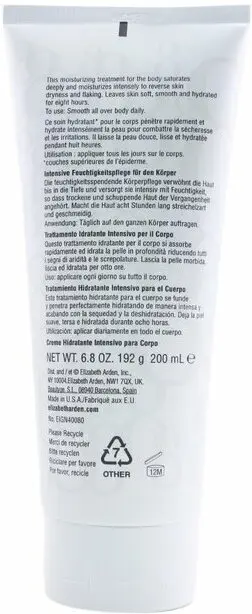 This moisturizing treatment for the body saturates
deeply and moisturizes intensely to reverse skin
dryness and flaking. Leaves skin soft, smooth and hydrated
for eight hours.
To use: Smooth all over body daily.
Ce soin hydratant* pour le corps pénètre rapidement et
hydrate intensément la peau pour combattre la sécheresse
et les irritations. Il laisse la peau douce, lisse et hydratée
pendant huit heures.
Utilisation : appliquer tous les jours sur le corps.
*couches supérieures de l'épiderme.
Intensive Feuchtigkeitspflege für den Körper
Die feuchtigkeitsspendende Körperpflege verwöhnt die Haut
bis in die Tiefe und versorgt sie intensiv mit Feuchtigkeit,
so dass trockene und schuppende Haut der Vergangenheit
angehört. Macht die Haut acht Stunden lang streichelzart
und geschmeidig.
Anwendung: Täglich auf den ganzen Körper auftragen.
Trattamento Idratante Intensivo per il Corpo
Questo trattamento idratante per il corpo si assorbe
rapidamente ed idrata la pelle in profondità riducendo tutti
i segni di aridità e le screpolature. Lascia la pelle morbida,
liscia ed idratata per otto ore.
Uso: applicare ogni giorno su tutto il corpo.
Tratamiento Hidratante Intensivo para el Cuerpo
Este tratamiento hidratante para el cuerpo se funde
y penetra perfectamente hidratando de manera intensa y
acabando con la sequedad y la deshidratación. Deja la piel
suave, tersa e hidratada durante ocho horas.
Utilizar: aplicar diariamente en todo el cuerpo.
Creme Hidratante Intensivo para Corpo
NET WT. 6.8 OZ. 192 g 200 mL e
Dist. and / et © Elizabeth Arden, Inc.,
NY 10004.Elizabeth Arden, NW1 7QX, UK.
S.L. 08940 Barcelona, Spain
Made in U.S.A./Fabriqué aux E.U.
elizabetharden.com
No. EIGN40080
Please Recycle
Merci de recycler
Bitte recyclen
Riciclare per favore
Por favor, recicle
7
OTHER
12M